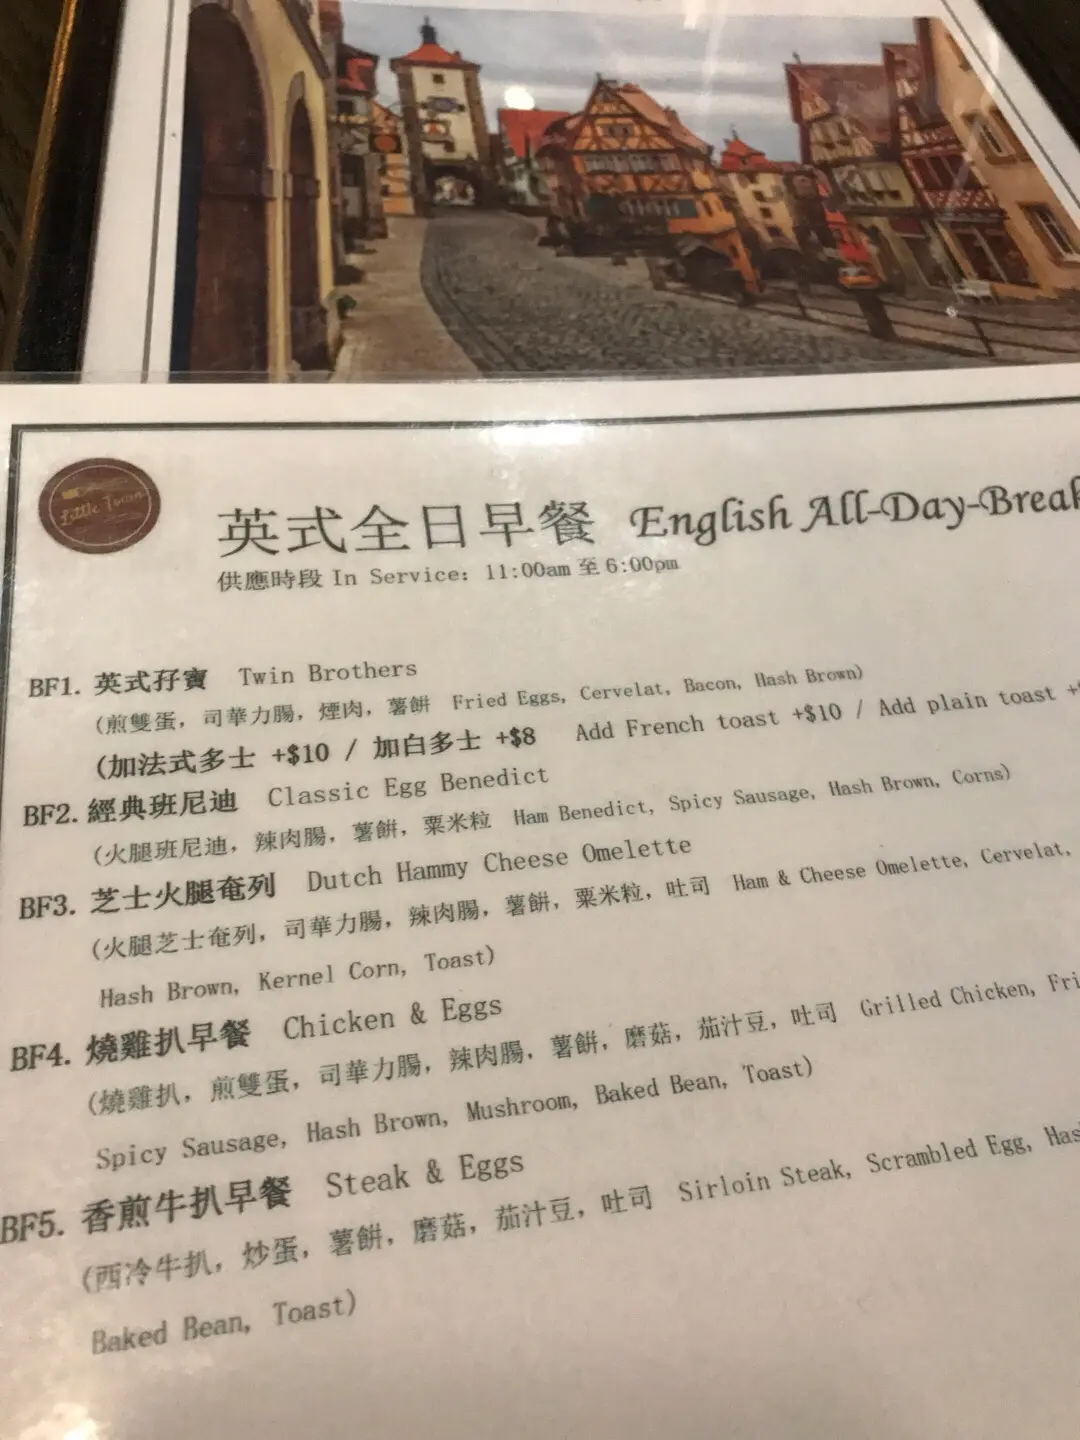 Little Town
英式全日早餐 English All-Day-Break
供應時段 In Service: 11:00am 至 6:00pm
BF1. 英式孖寶 Twin Brothers
(煎雙蛋, 司華力腸, 煙肉, 薯餅 Fried Eggs, Cervelat, Bacon, Hash Brown)
(加法式多士 +$10 / 加白多士 +$8 Add French toast +$10 / Add plain toast +
BF2. 經典班尼迪 Classic Egg Benedict
(火腿班尼迪, 辣肉腸, 薯餅, 粟米粒 Ham Benedict, Spicy Sausage, Hash Brown, Corns)
BF3. 芝士火腿奄列 Dutch Hammy Cheese Omelette
(火腿芝士奄列, 司華力腸, 辣肉腸, 薯餅, 粟米粒, 吐司 Ham & Cheese Omelette, Cervelat,
Hash Brown, Kernel Corn, Toast)
BF4. 燒雞扒早餐 Chicken & Eggs
(燒雞扒, 煎雙蛋, 司華力腸, 辣肉腸, 薯餅, 磨菇, 茄汁豆, 吐司 Grilled Chicken, Fri
Spicy Sausage, Hash Brown, Mushroom, Baked Bean, Toast)
BF5. 香煎牛扒早餐 Steak & Eggs
(西冷牛扒, 炒蛋, 薯餅, 磨菇, 茄汁豆, 吐司 Sirloin Steak, Scrambled Egg, Has
Baked Bean, Toast)